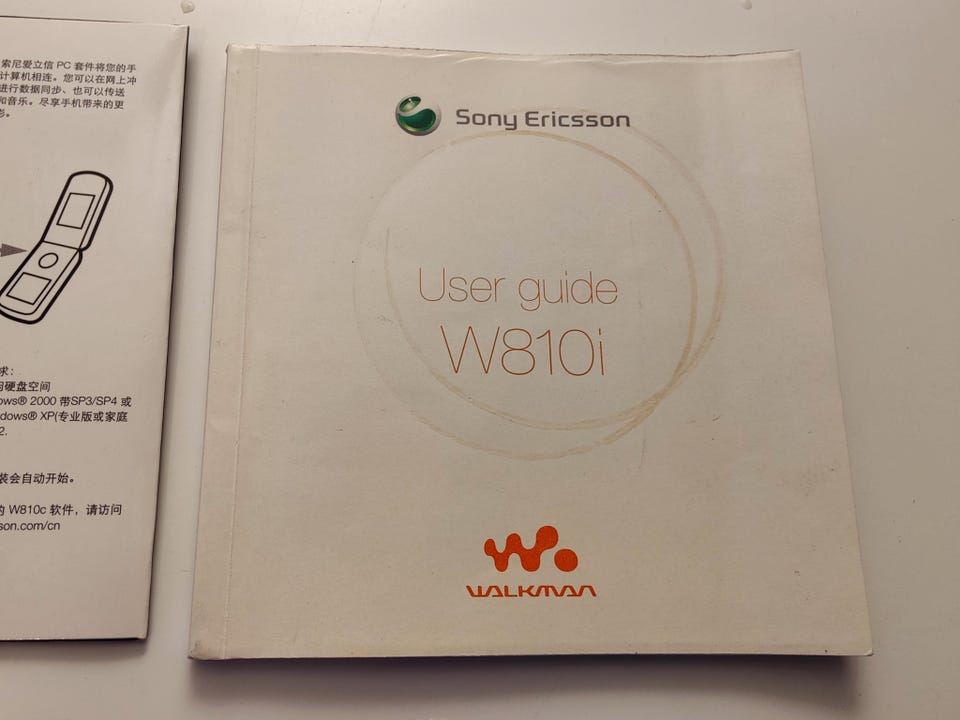 索尼爱立信 PC 套件将您的手
计算机相连。您可以在网上冲
进行数据同步、也可以传送
和音乐。尽享手机带来的更
彩。
求:
硬盘空间
ows® 2000 带SP3/SP4 或
dows® XP(专业版或家庭
2.
装会自动开始。
W810c 软件，请访问
son.com/cn
Sony Ericsson
User guide
W810i
WALKMAN